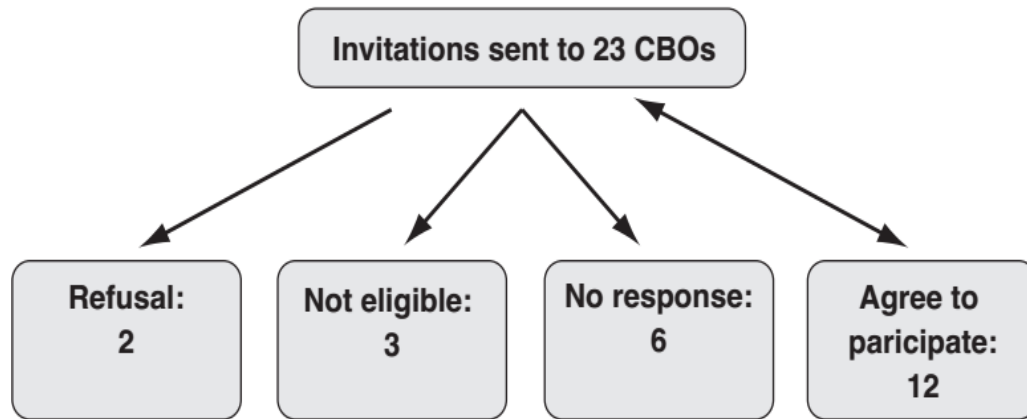 Invitations sent to 23 CBOs
Refusal:
2
Not eligible:
3
No response:
6
Agree to
paricipate:
12